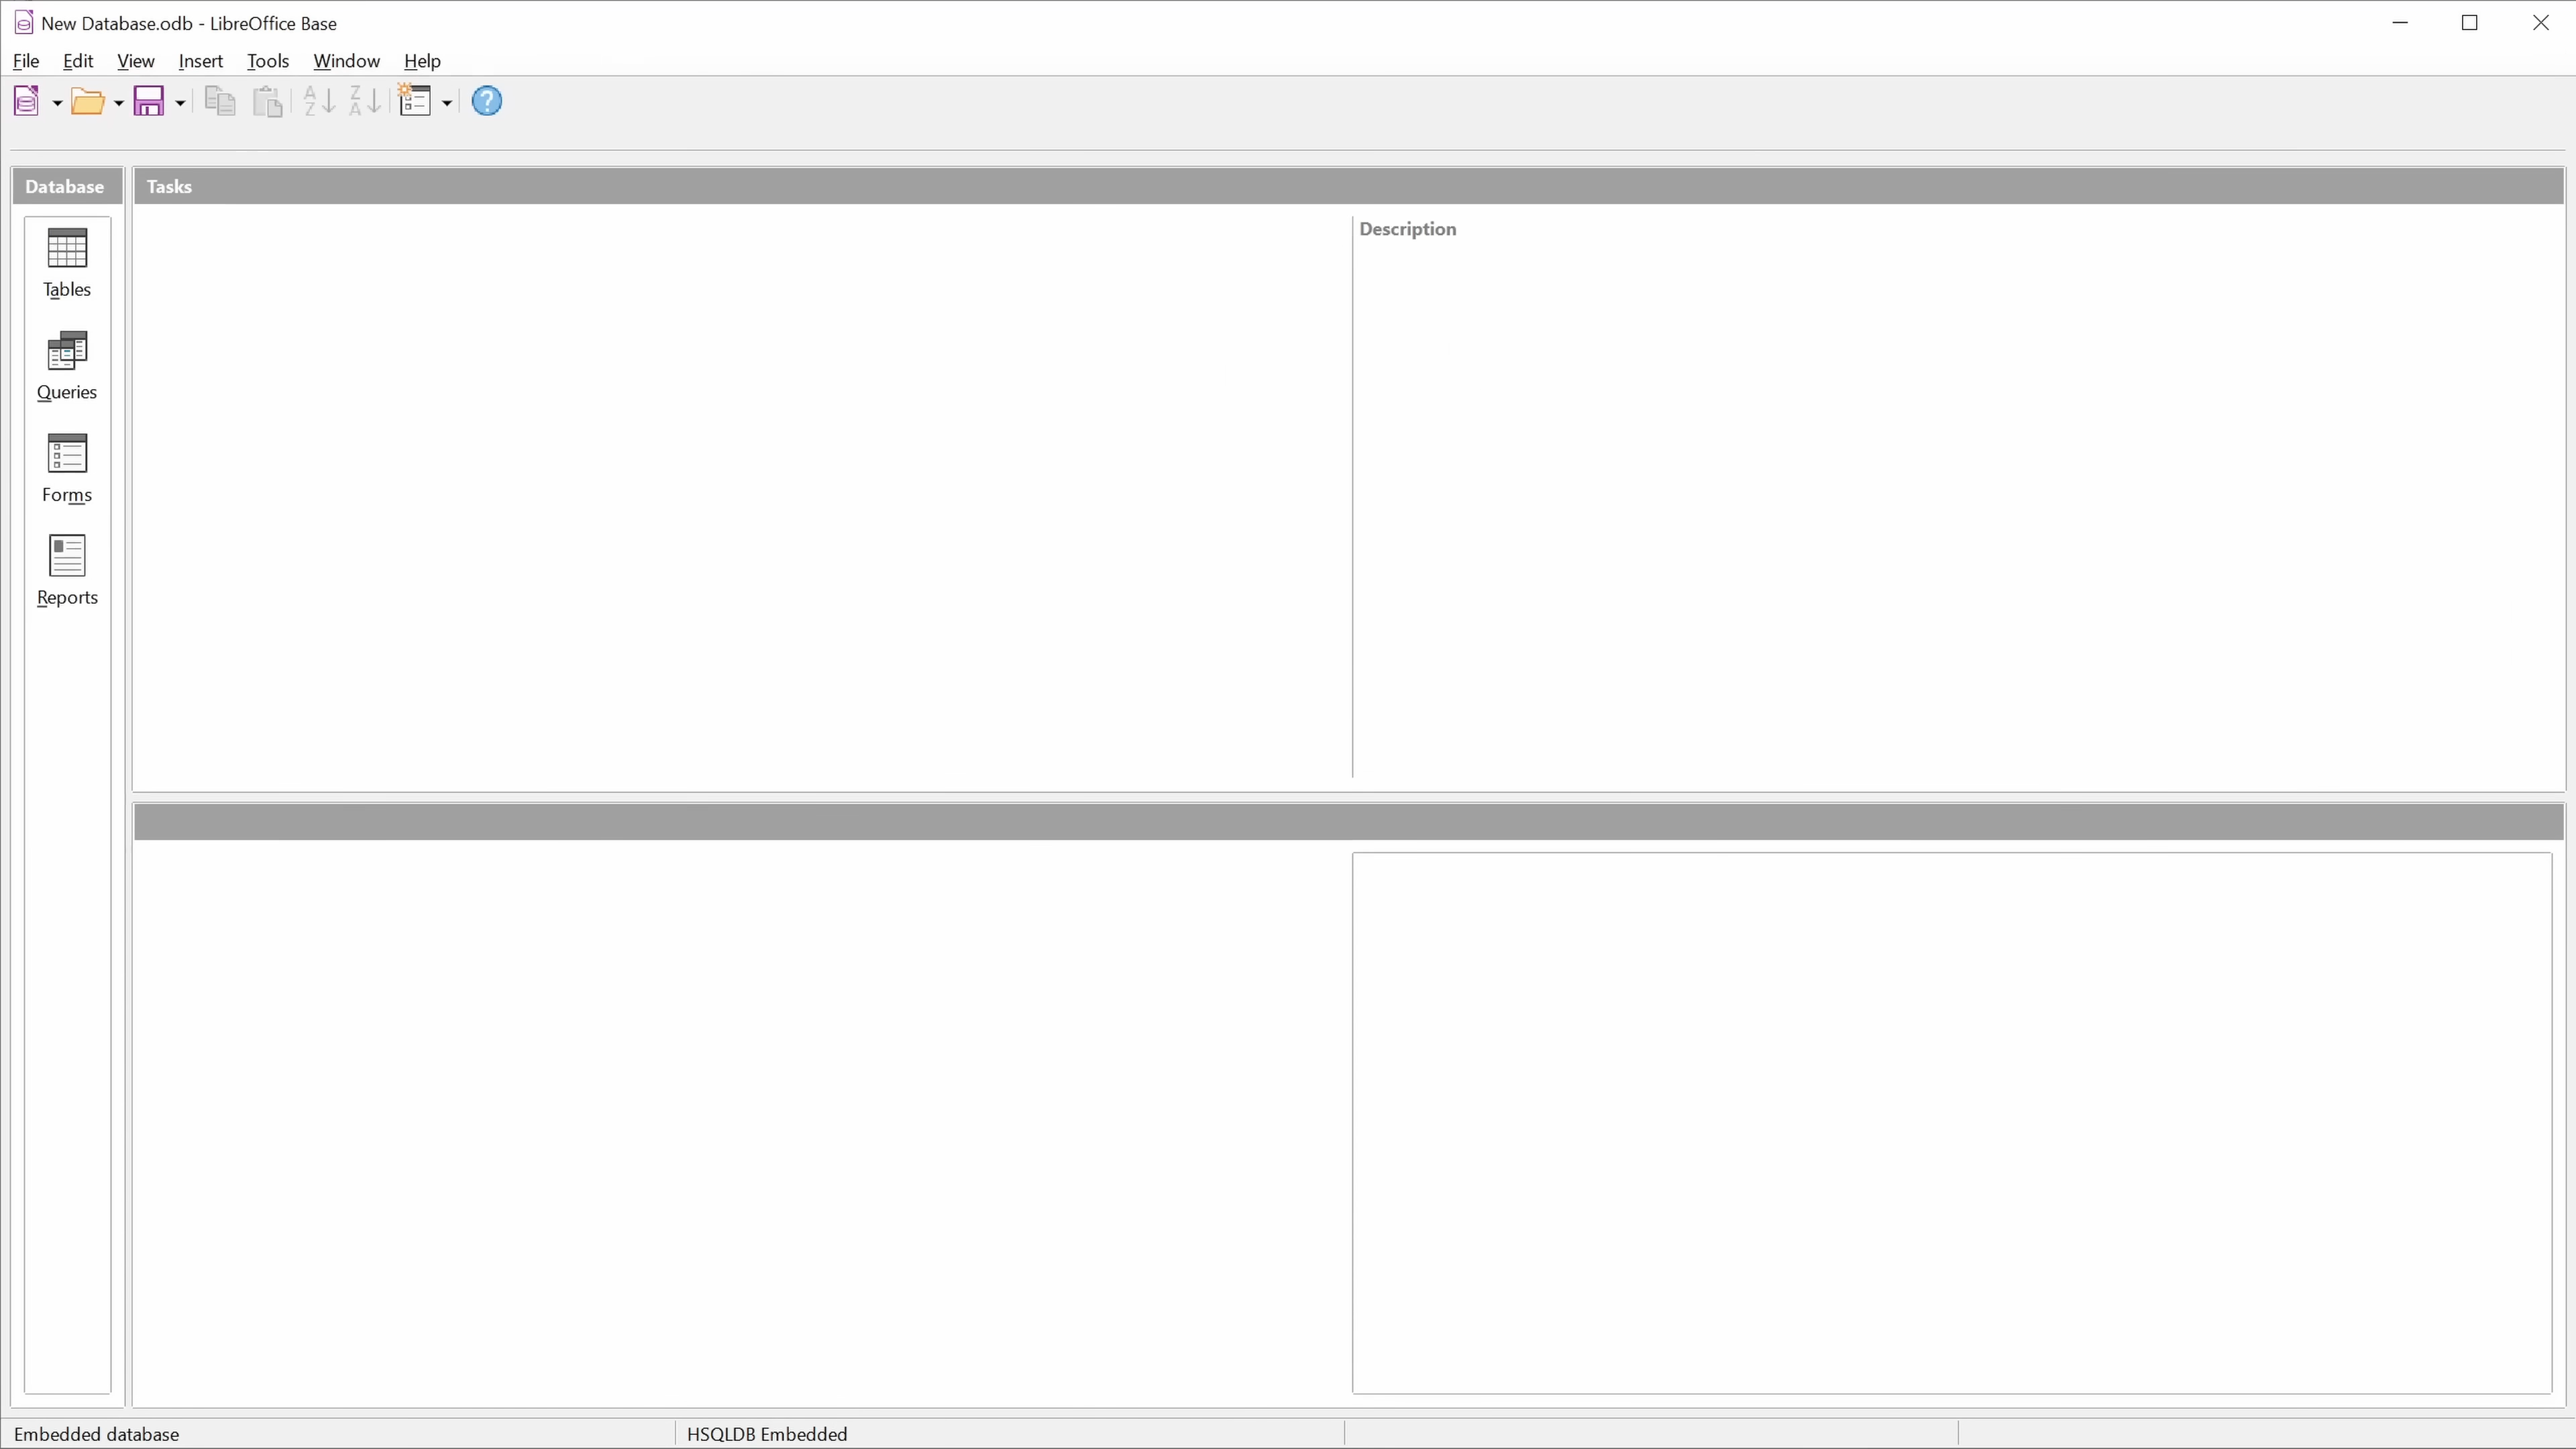 New Database.odb - LibreOffice Base
File Edit View Insert Tools Window Help
Database
Tasks
Description
Tables
Queries
Forms
Reports
Embedded database
HSQLDB Embedded